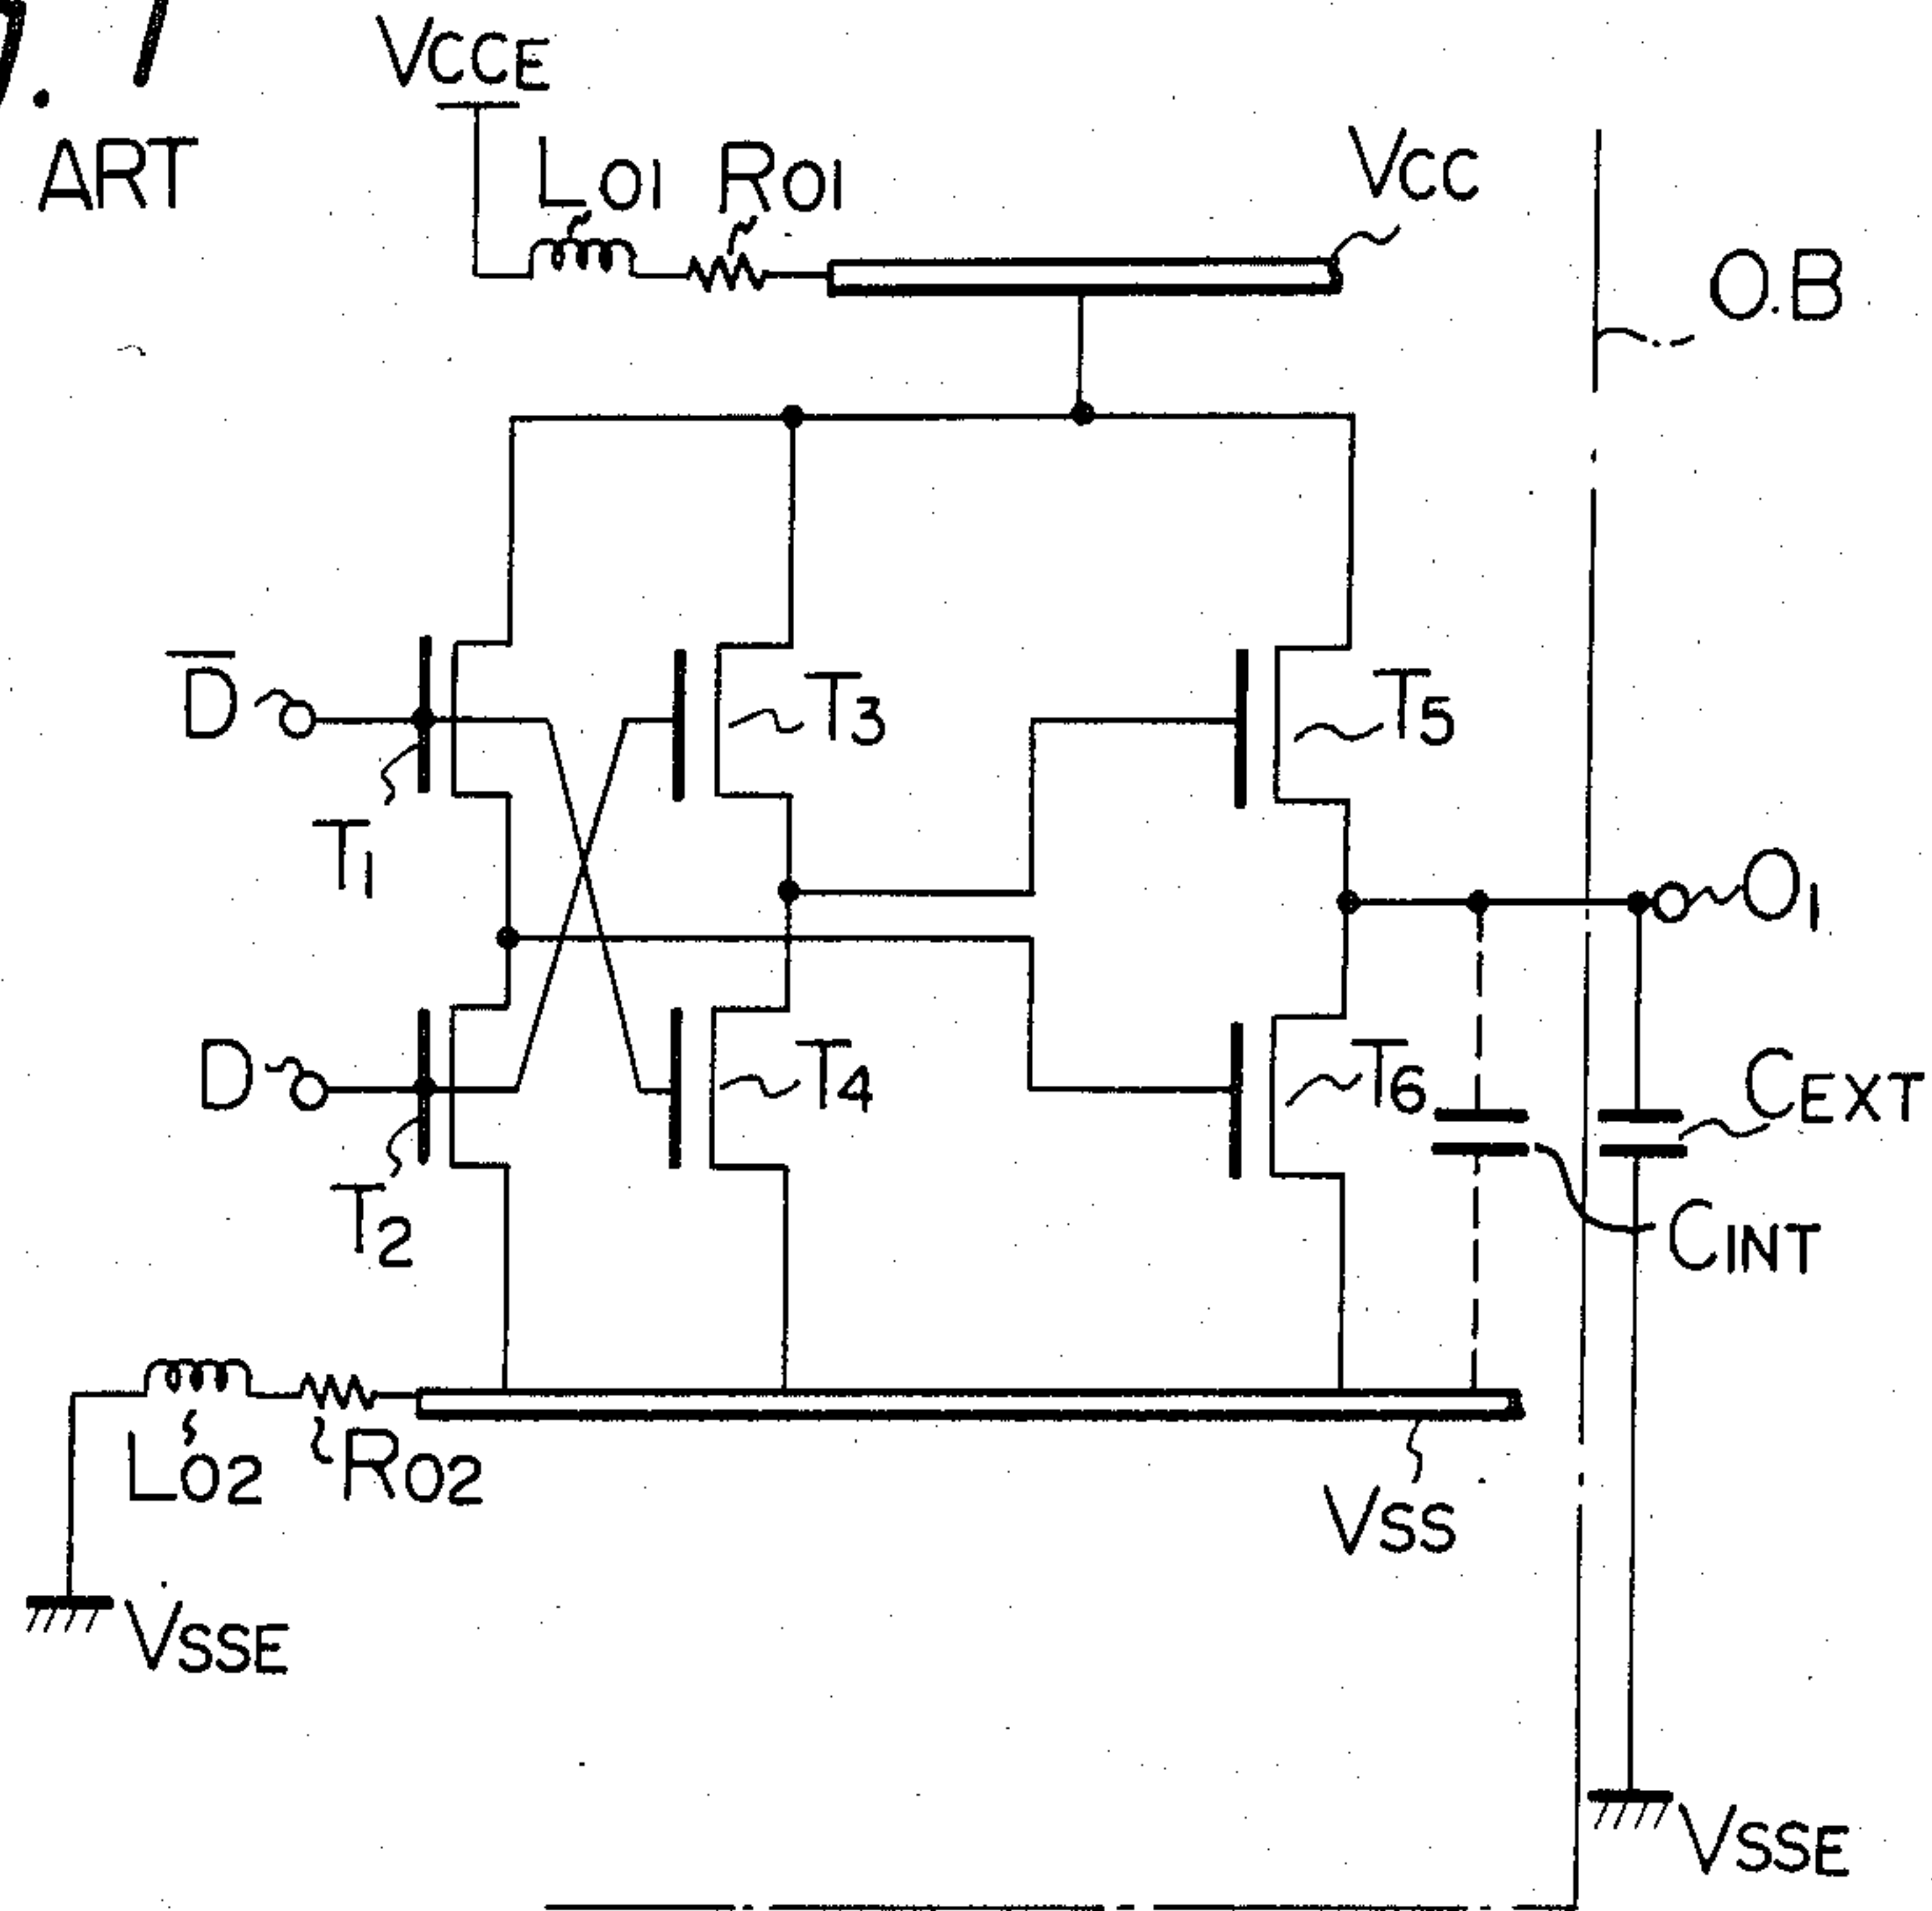 . 1
ART
VCCE
L01 R01
VCC
O.B
D̅
T1
T3
T5
O1
D
T2
T4
T6
CEXT
CINT
L02 R02
VSS
VSSE
VSSE